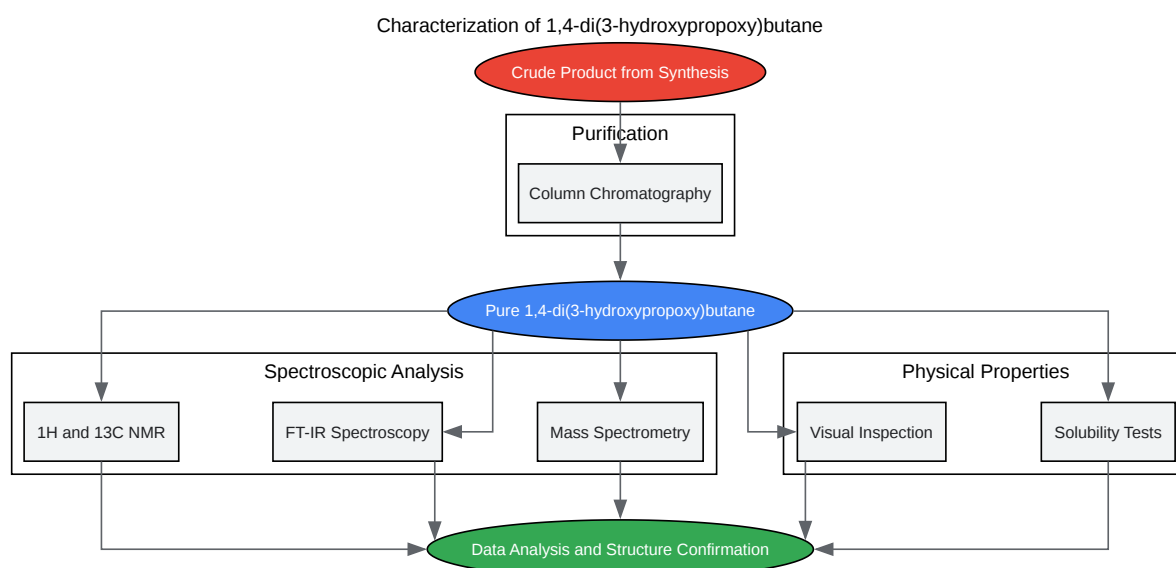 Characterization of 1,4-di(3-hydroxypropoxy)butane
Crude Product from Synthesis
Purification
Column Chromatography
Pure 1,4-di(3-hydroxypropoxy)butane
Spectroscopic Analysis
Physical Properties
1H and 13C NMR
FT-IR Spectroscopy
Mass Spectrometry
Visual Inspection
Solubility Tests
Data Analysis and Structure Confirmation